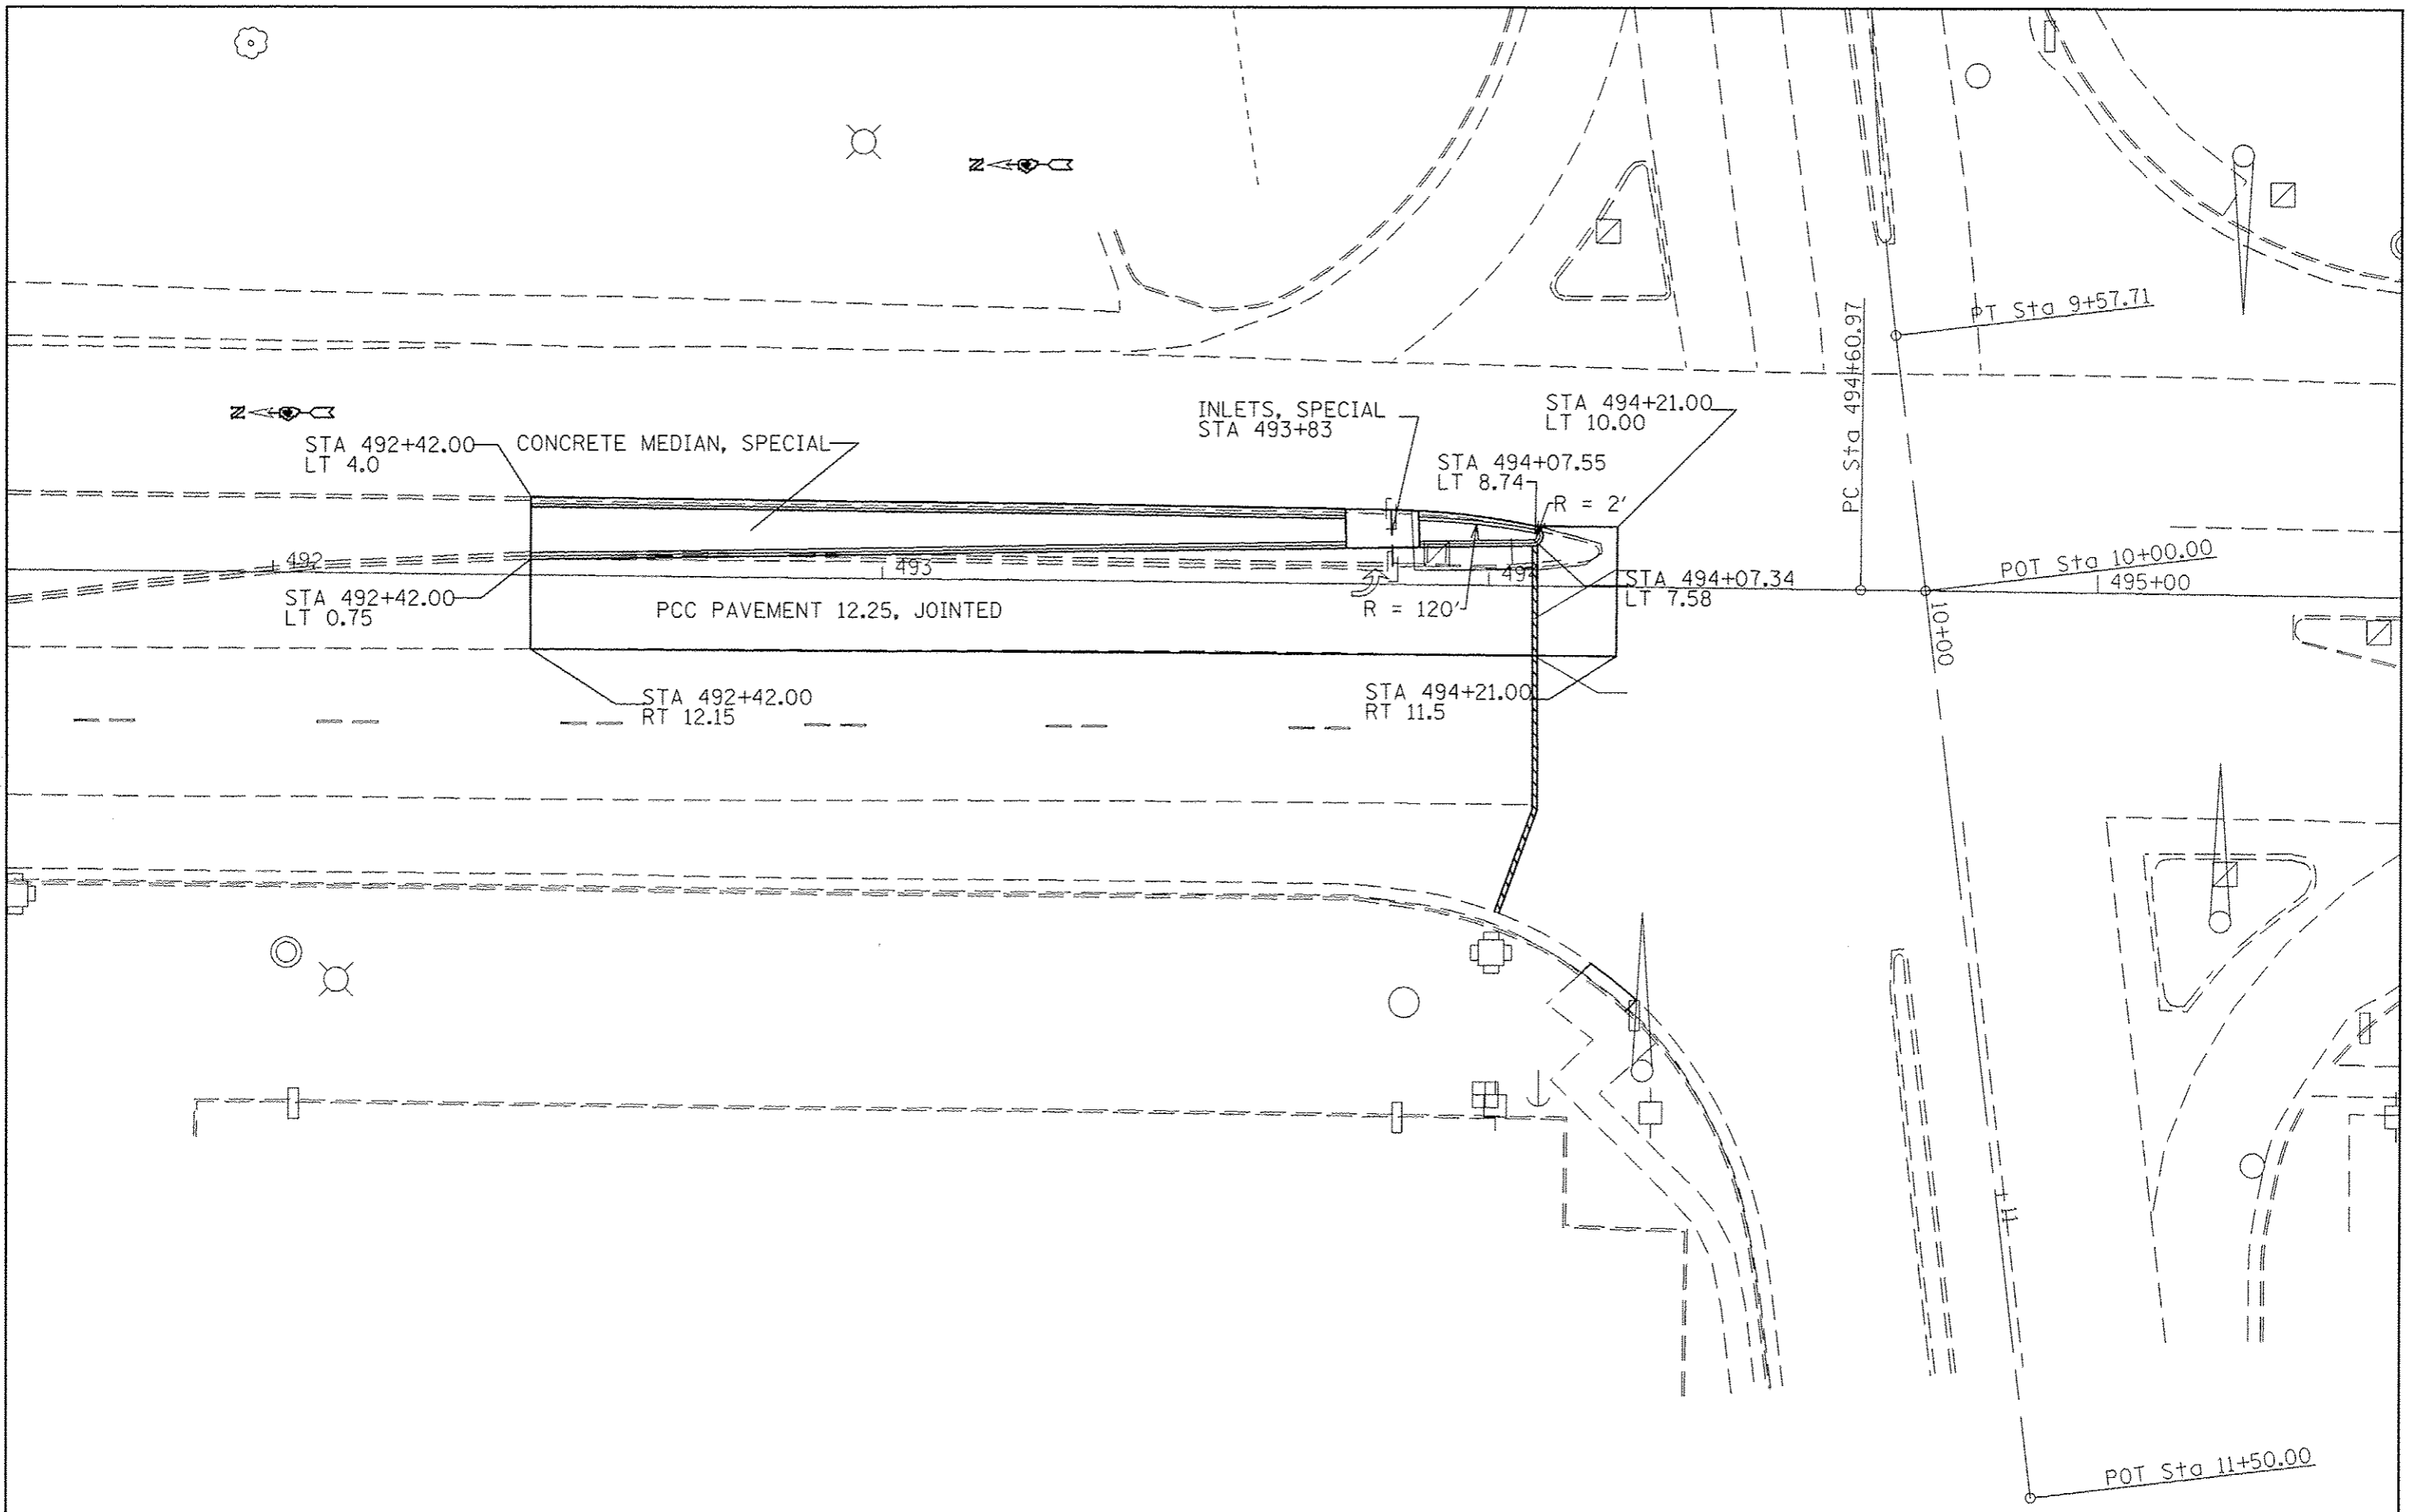 N
PT Sta 9+57.71
PC Sta 494+60.97
N
STA 492+42.00
LT 4.0
CONCRETE MEDIAN, SPECIAL
INLETS, SPECIAL
STA 493+83
STA 494+21.00
LT 10.00
STA 494+07.55
LT 8.74
R = 2'
492
493
494
POT Sta 10+00.00
495+00
STA 494+07.34
LT 7.58
STA 492+42.00
LT 0.75
PCC PAVEMENT 12.25, JOINTED
R = 120'
10+00
STA 492+42.00
RT 12.15
STA 494+21.00
RT 11.5
11
POT Sta 11+50.00